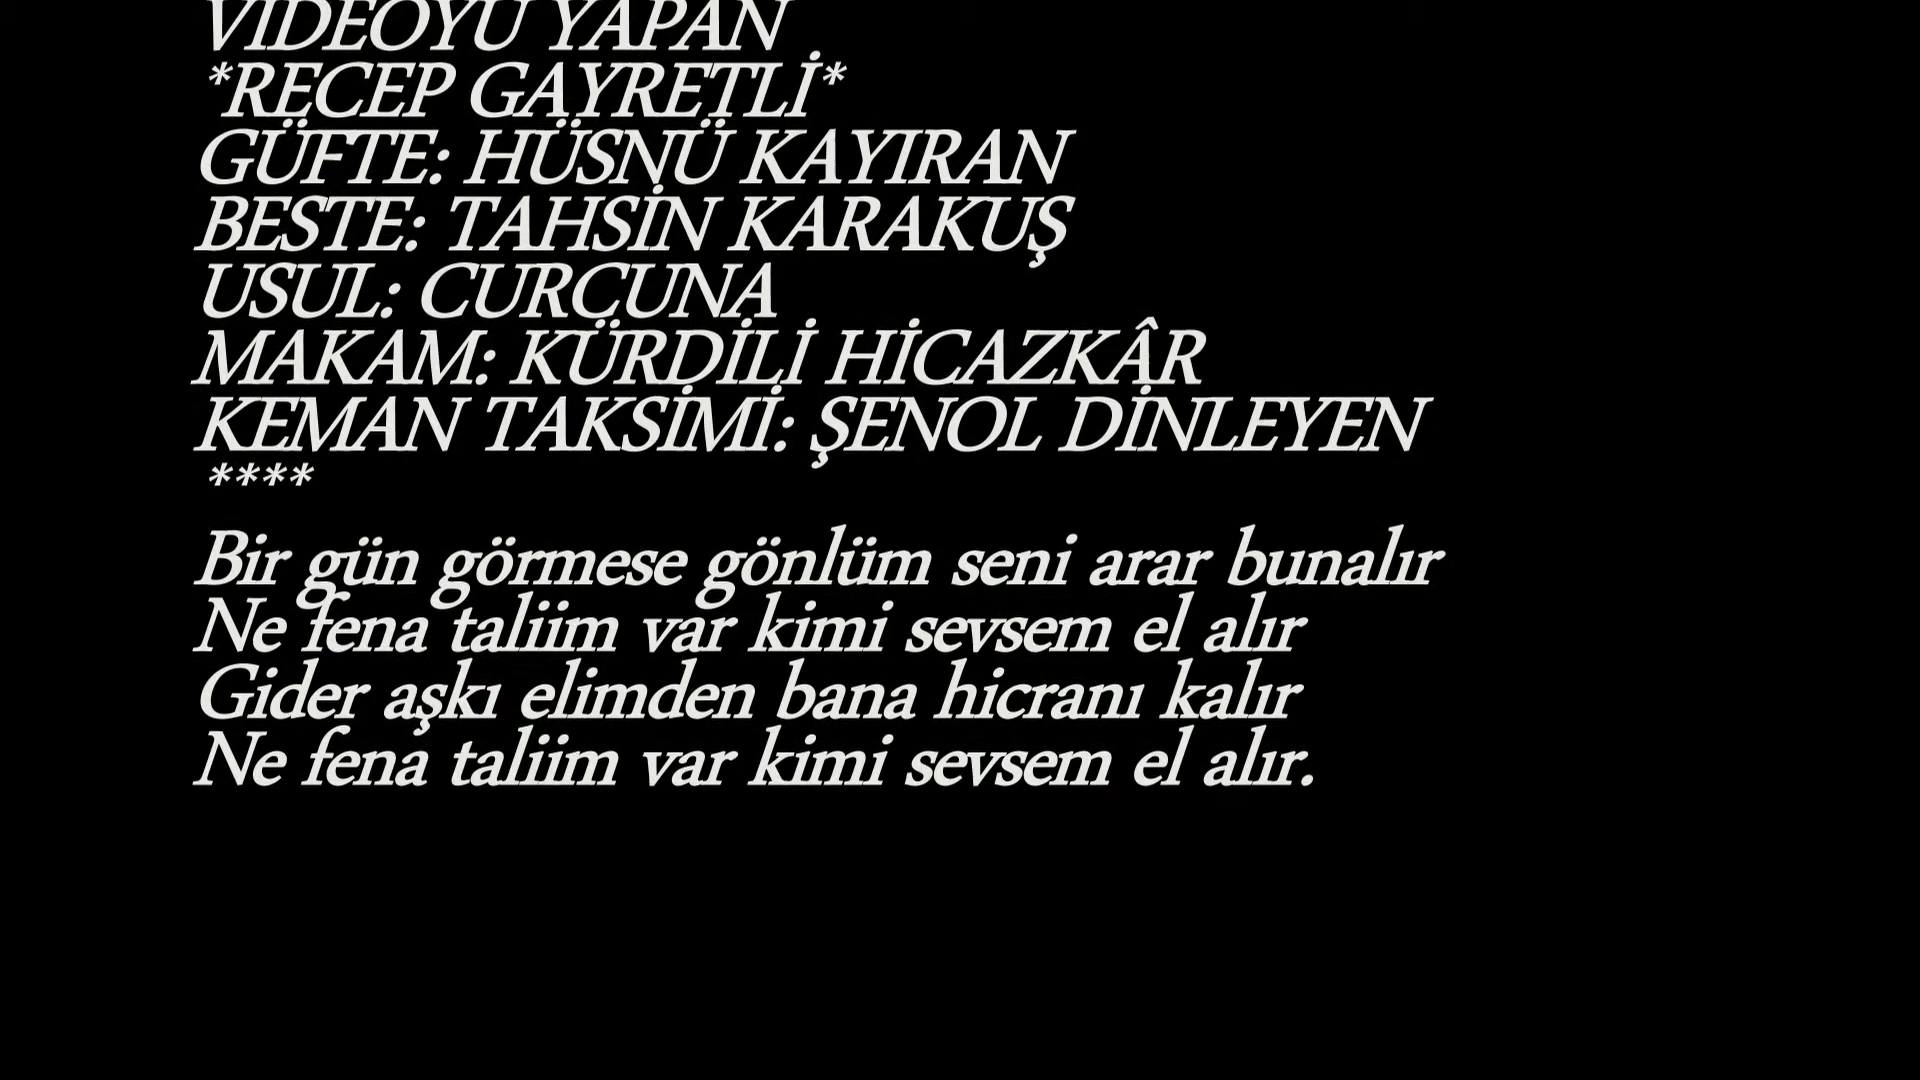 VİDEOYU YAPAN
*RECEP GAYRETLİ*
GÜFTE: HÜSNÜ KAYIRAN
BESTE: TAHSİN KARAKUŞ
USUL: CURCUNA
MAKAM: KÜRDİLİ HİCAZKÂR
KEMAN TAKSİMİ: ŞENOL DİNLEYEN
****
Bir gün görmese gönlüm seni arar bunalır
Ne fena taliim var kimi sevsem el alır
Gider aşkı elimden bana hicranı kalır
Ne fena taliim var kimi sevsem el alır.